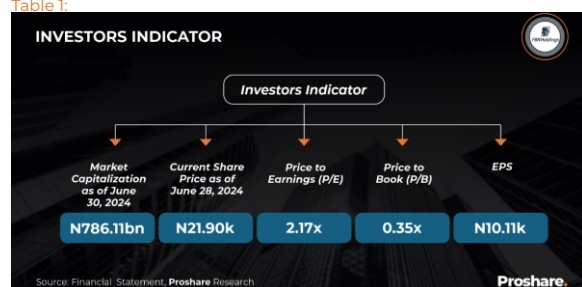 Table 1:
INVESTORS INDICATOR
FBNHoldings
Investors Indicator
Market
Capitalization
as of June
30, 2024
N786.11bn
Current Share
Price as of
June 28, 2024
N21.90k
Price to
Earnings (P/E)
2.17x
Price to
Book (P/B)
0.35x
EPS
N10.11k
Source: Financial Statement, Proshare Research
Proshare.